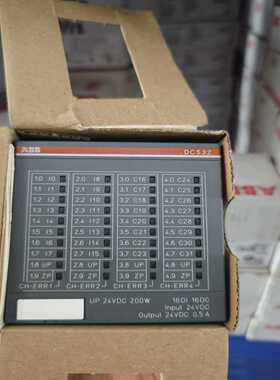 ABB
DC532
1.0 I0 2.0 I8 3.0 C16 4.0 C24
1.1 I1 2.1 I9 3.1 C17 4.1 C25
1.2 I2 2.2 I10 3.2 C18 4.2 C26
1.3 I3 2.3 I11 3.3 C19 4.3 C27
1.4 I4 2.4 I12 3.4 C20 4.4 C28
1.5 I5 2.5 I13 3.5 C21 4.5 C29
1.6 I6 2.6 I14 3.6 C22 4.6 C30
1.7 I7 2.7 I15 3.7 C23 4.7 C31
1.8 UP 2.8 UP 3.8 UP 4.8 UP
1.9 ZP 2.9 ZP 3.9 ZP 4.9 ZP
CH-ERR1 CH-ERR2 CH-ERR3 CH-ERR4
UP 24VDC 200W 16DI 16DC
Input 24VDC
Output 24VDC 0.5A